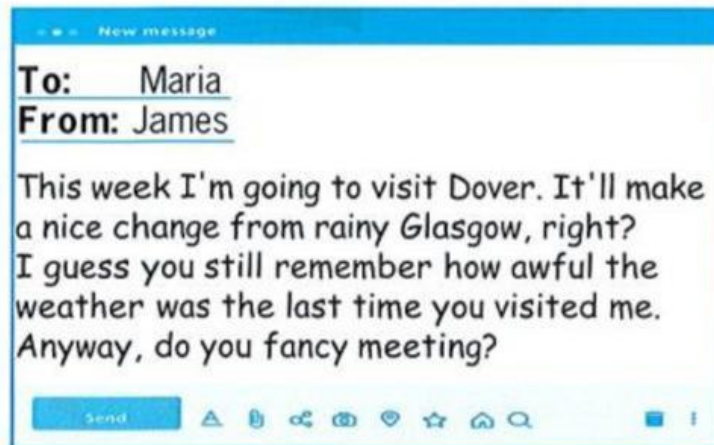 New message
To: Maria
From: James
This week I'm going to visit Dover. It'll make
a nice change from rainy Glasgow, right?
I guess you still remember how awful the
weather was the last time you visited me.
Anyway, do you fancy meeting?
Send